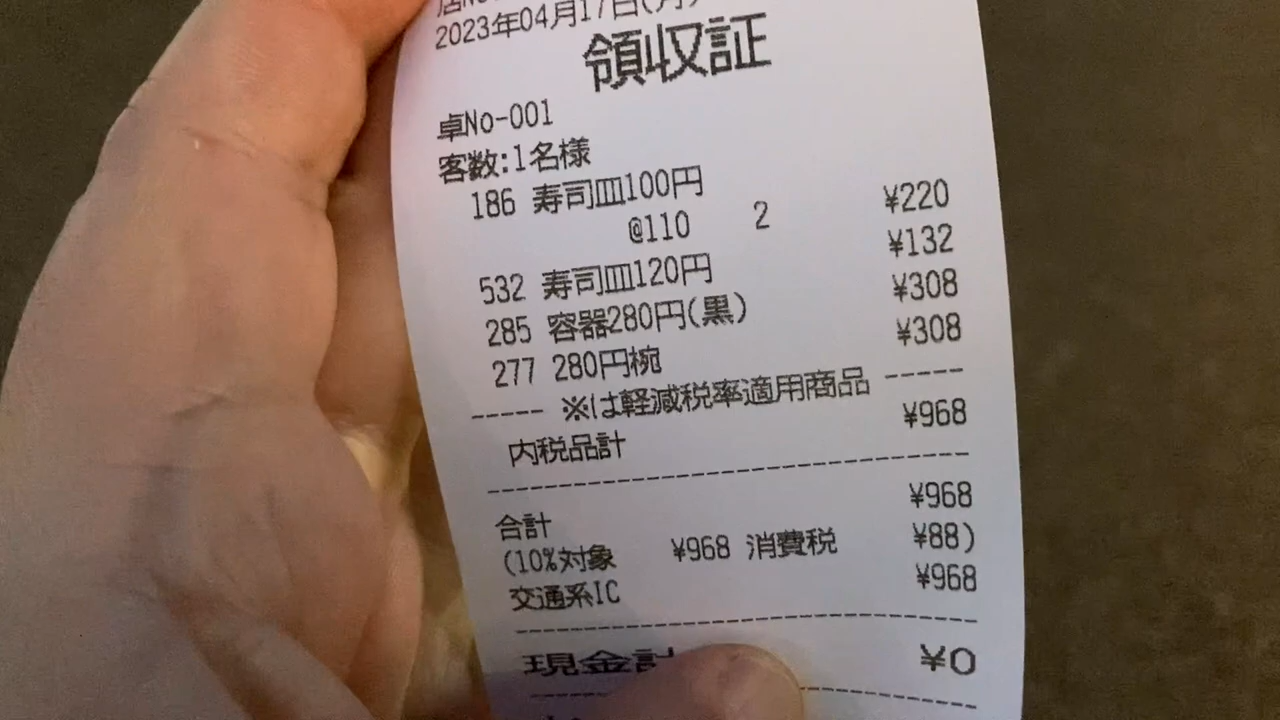 2023年04月17日(月)
領収証
卓No-001
客数:1名様
186 寿司皿100円
@110 2 ¥220
532 寿司皿120円 ¥132
285 容器280円(黒) ¥308
277 280円椀 ¥308
----- ※は軽減税率適用商品 -----
内税品計 ¥968
合計 ¥968
(10%対象 ¥968 消費税 ¥88)
交通系IC ¥968
現金計 ¥0